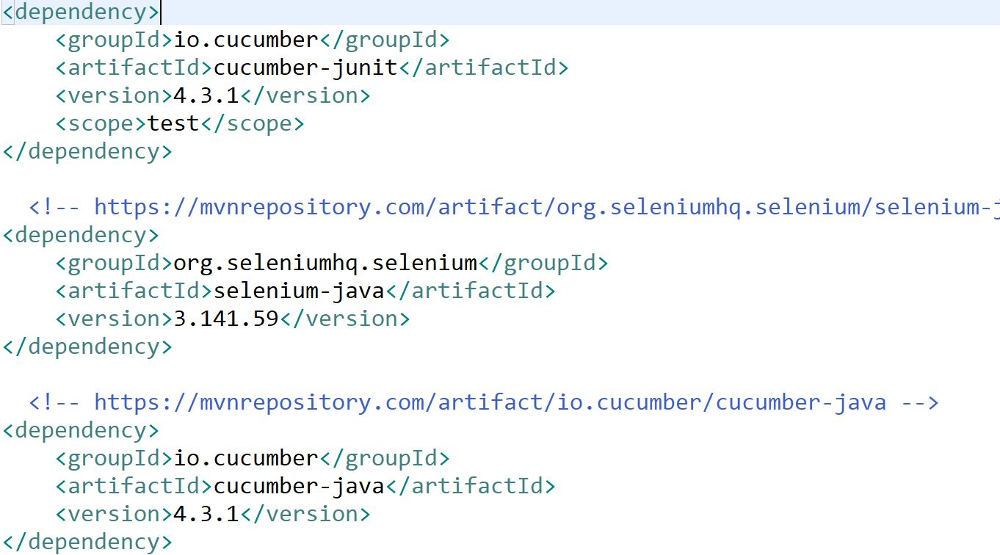 <dependency>
    <groupId>io.cucumber</groupId>
    <artifactId>cucumber-junit</artifactId>
    <version>4.3.1</version>
    <scope>test</scope>
</dependency>

  <!-- https://mvnrepository.com/artifact/org.seleniumhq.selenium/selenium-j
<dependency>
    <groupId>org.seleniumhq.selenium</groupId>
    <artifactId>selenium-java</artifactId>
    <version>3.141.59</version>
</dependency>

  <!-- https://mvnrepository.com/artifact/io.cucumber/cucumber-java -->
<dependency>
    <groupId>io.cucumber</groupId>
    <artifactId>cucumber-java</artifactId>
    <version>4.3.1</version>
</dependency>